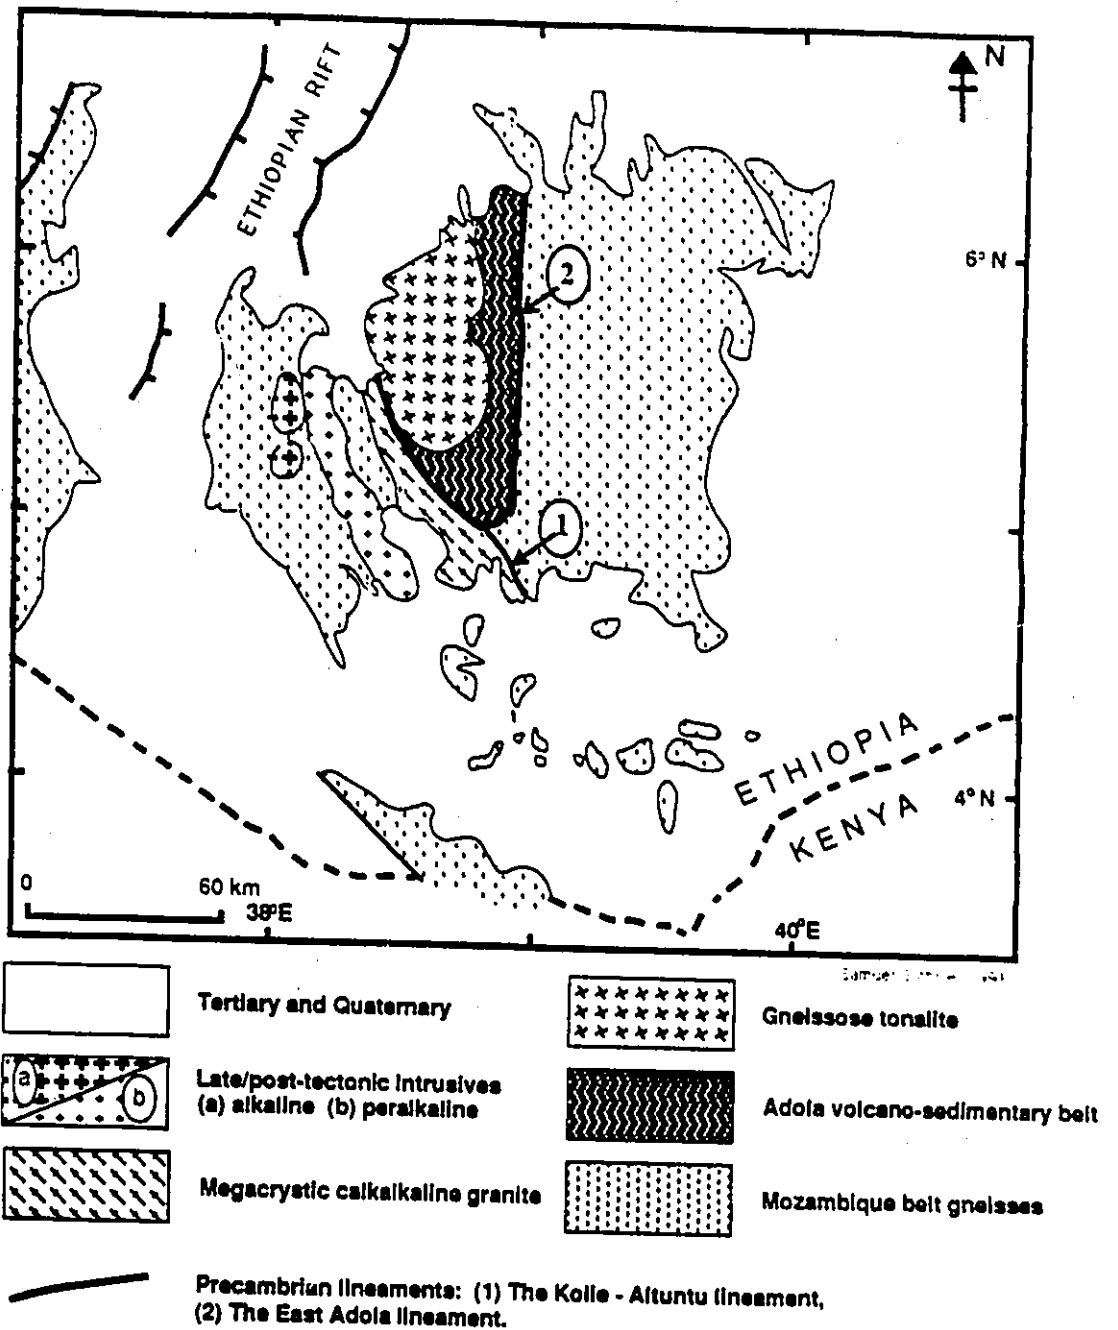 N
ETHIOPIAN RIFT
6° N
2
1
ETHIOPIA
KENYA
4° N
0
60 km
38°E
40°E
Tertiary and Quaternary
Gneissose tonalite
a
b
Late/post-tectonic intrusives
(a) alkaline (b) peralkaline
Adola volcano-sedimentary belt
Megacrystic calkalkaline granite
Mozambique belt gneisses
Precambrian lineaments: (1) The Kolle - Altuntu lineament,
(2) The East Adola lineament.